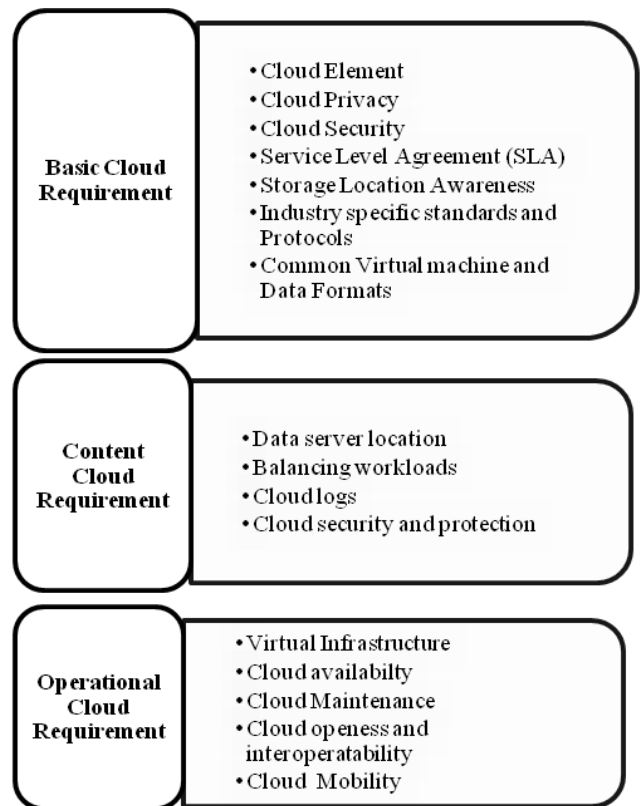 Basic Cloud
Requirement
•Cloud Element
•Cloud Privacy
•Cloud Security
•Service Level Agreement (SLA)
•Storage Location Awareness
•Industry specific standards and
Protocols
•Common Virtual machine and
Data Formats
Content
Cloud
Requirement
•Data server location
•Balancing workloads
•Cloud logs
•Cloud security and protection
Operational
Cloud
Requirement
•Virtual Infrastructure
•Cloud availabilty
•Cloud Maintenance
•Cloud openess and
interoperatability
•Cloud Mobility